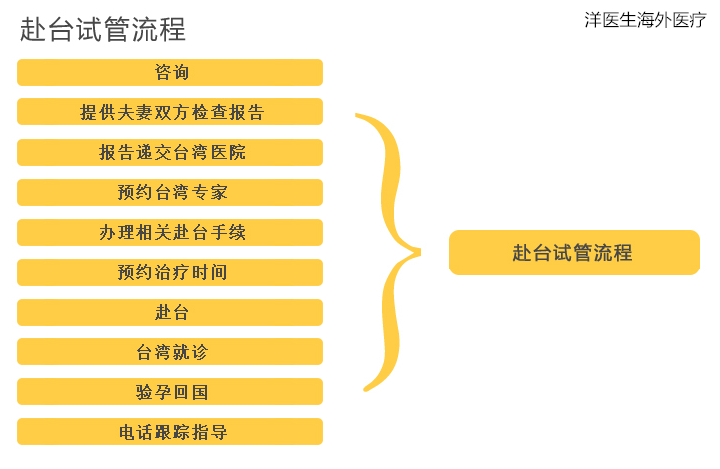 赴台试管流程
洋医生海外医疗
咨询
提供夫妻双方检查报告
报告递交台湾医院
预约台湾专家
办理相关赴台手续
预约治疗时间
赴台
台湾就诊
验孕回国
电话跟踪指导
赴台试管流程